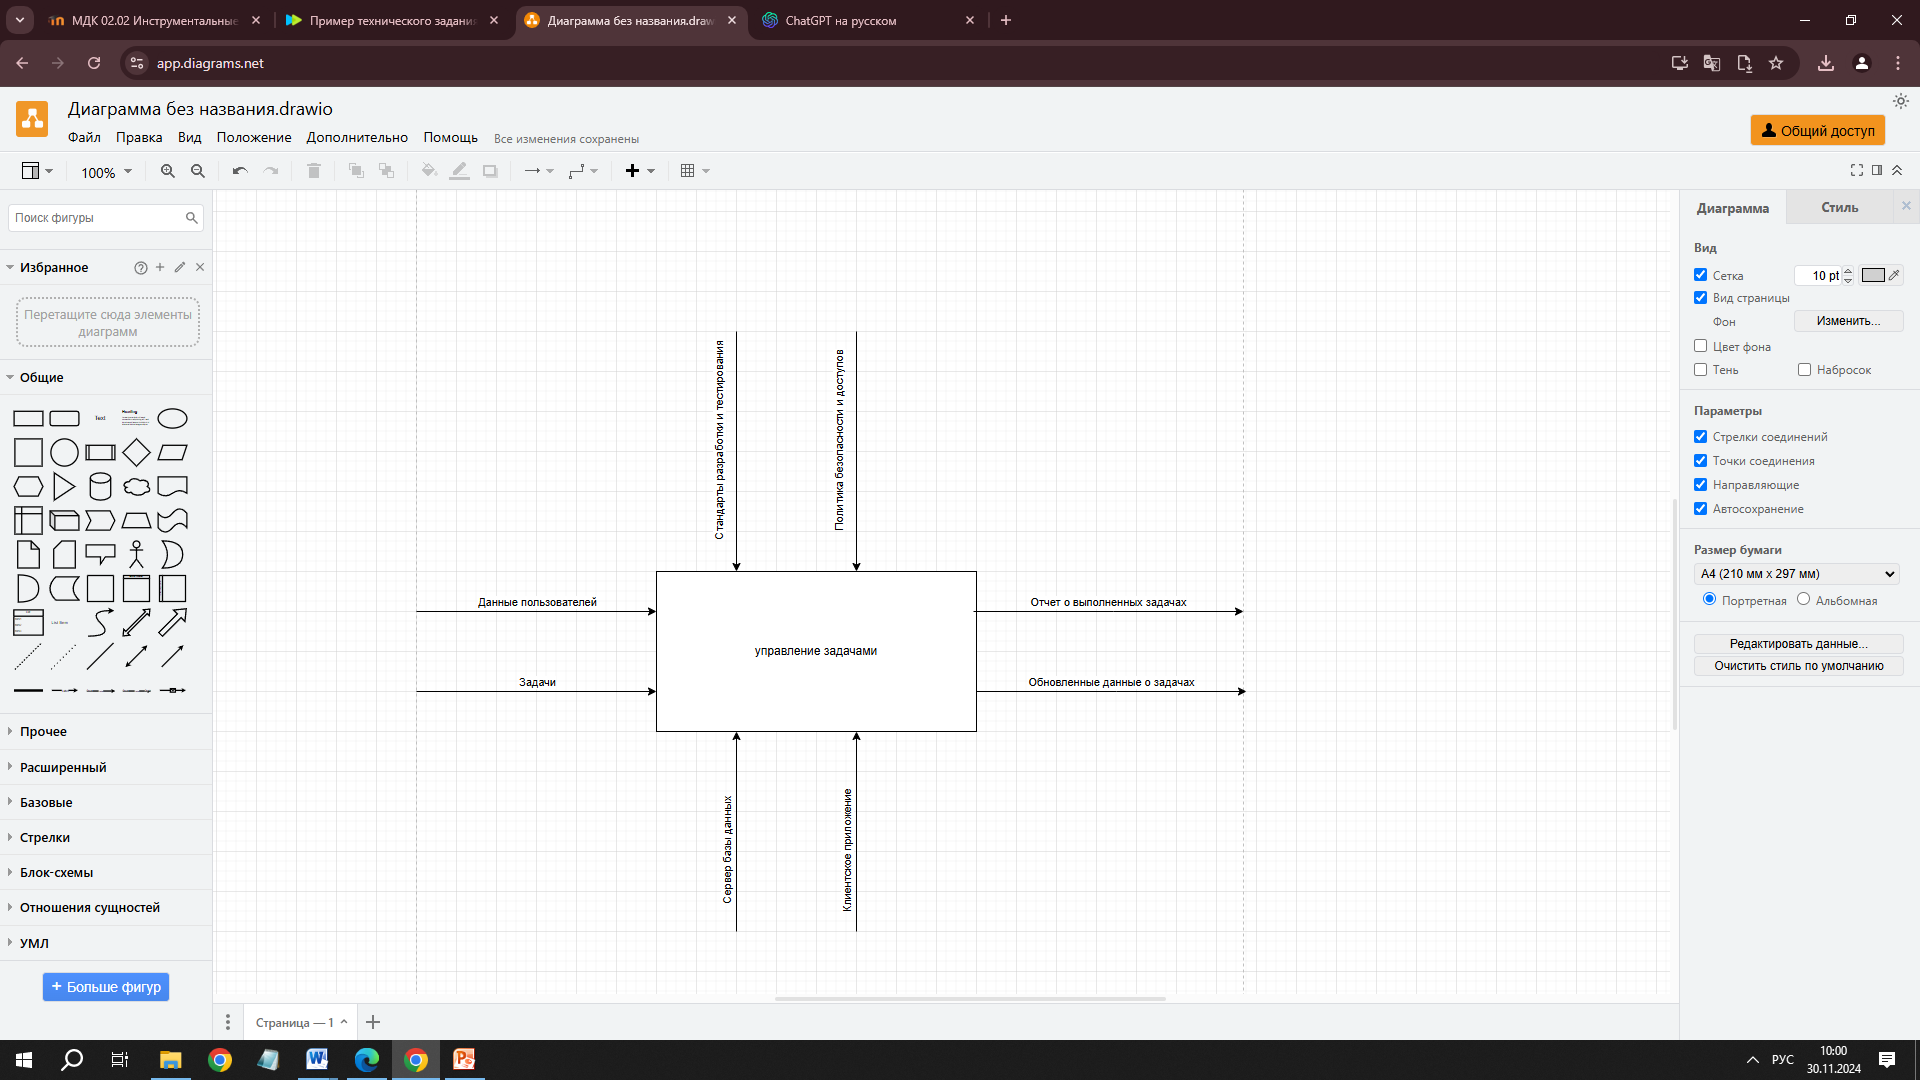 МДК 02.02 Инструментальные
Пример технического задания
Диаграмма без названия.draw
ChatGPT на русском
app.diagrams.net
Диаграмма без названия.drawio
Файл Правка Вид Положение Дополнительно Помощь Все изменения сохранены
Общий доступ
100%
Поиск фигуры
Избранное
Перетащите сюда элементы
диаграмм
Общие
Text
Heading
List Item
Прочее
Расширенный
Базовые
Стрелки
Блок-схемы
Отношения сущностей
УМЛ
+ Больше фигур
Стандарты разработки и тестирования
Политика безопасности и доступов
Данные пользователей
Задачи
управление задачами
Отчет о выполненных задачах
Обновленные данные о задачах
Сервер базы данных
Клиентское приложение
Страница — 1
Диаграмма Стиль
Вид
Сетка 10 pt
Вид страницы
Фон Изменить...
Цвет фона
Тень Набросок
Параметры
Стрелки соединений
Точки соединения
Направляющие
Автосохранение
Размер бумаги
A4 (210 мм x 297 мм)
Портретная Альбомная
Редактировать данные...
Очистить стиль по умолчанию
РУС
10:00
30.11.2024